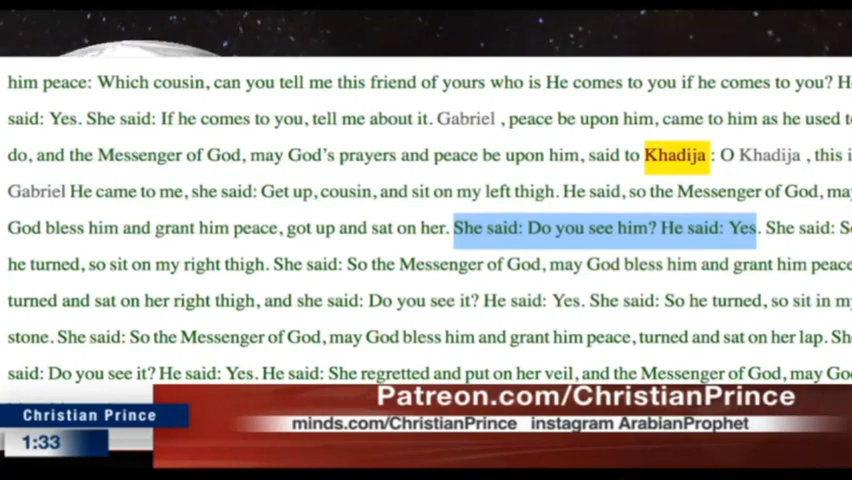 him peace: Which cousin, can you tell me this friend of yours who is He comes to you if he comes to you? H
said: Yes. She said: If he comes to you, tell me about it. Gabriel , peace be upon him, came to him as he used t
do, and the Messenger of God, may God's prayers and peace be upon him, said to Khadija : O Khadija , this i
Gabriel He came to me, she said: Get up, cousin, and sit on my left thigh. He said, so the Messenger of God, may
God bless him and grant him peace, got up and sat on her. She said: Do you see him? He said: Yes. She said: S
he turned, so sit on my right thigh. She said: So the Messenger of God, may God bless him and grant him peace
turned and sat on her right thigh, and she said: Do you see it? He said: Yes. She said: So he turned, so sit in my
stone. She said: So the Messenger of God, may God bless him and grant him peace, turned and sat on her lap. Sh
said: Do you see it? He said: Yes. He said: She regretted and put on her veil, and the Messenger of God, may Go
Patreon.com/ChristianPrince
Christian Prince
minds.com/ChristianPrince instagram ArabianProphet
1:33